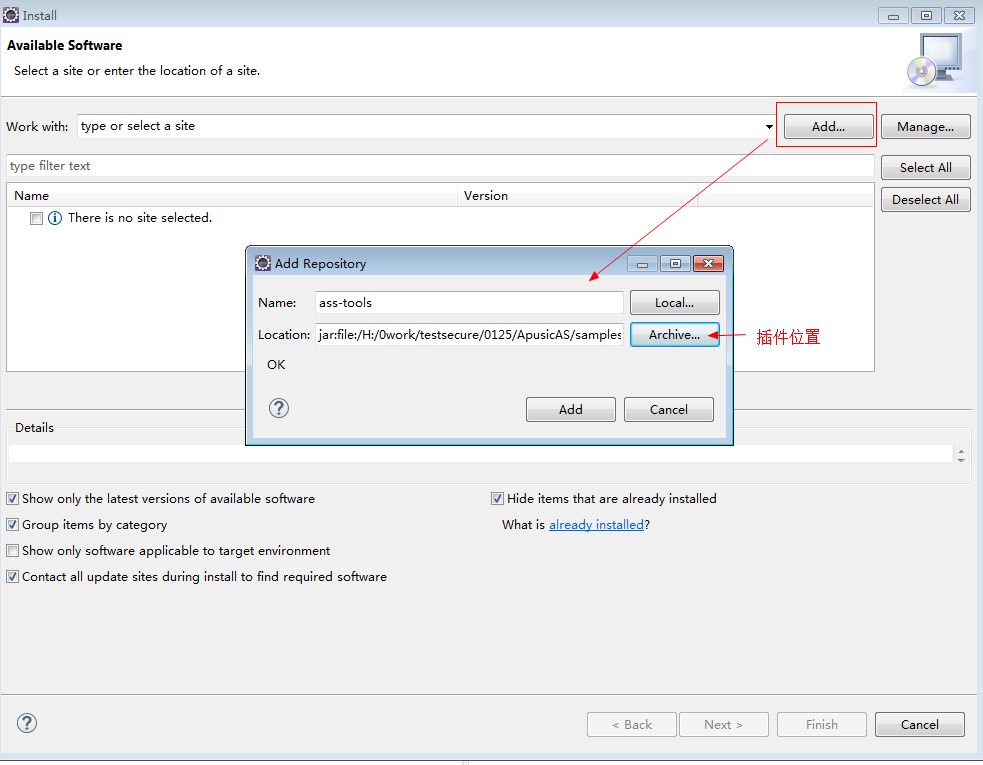 Install
Available Software
Select a site or enter the location of a site.
Work with: type or select a site Add... Manage...
type filter text Select All
Name Version Deselect All
There is no site selected.
Add Repository
Name: ass-tools Local...
Location: jar:file:/H:/0work/testsecure/0125/ApusicAS/samples Archive... 插件位置
OK
? Add Cancel
Details
Show only the latest versions of available software Hide items that are already installed
Group items by category What is already installed?
Show only software applicable to target environment
Contact all update sites during install to find required software
? < Back Next > Finish Cancel